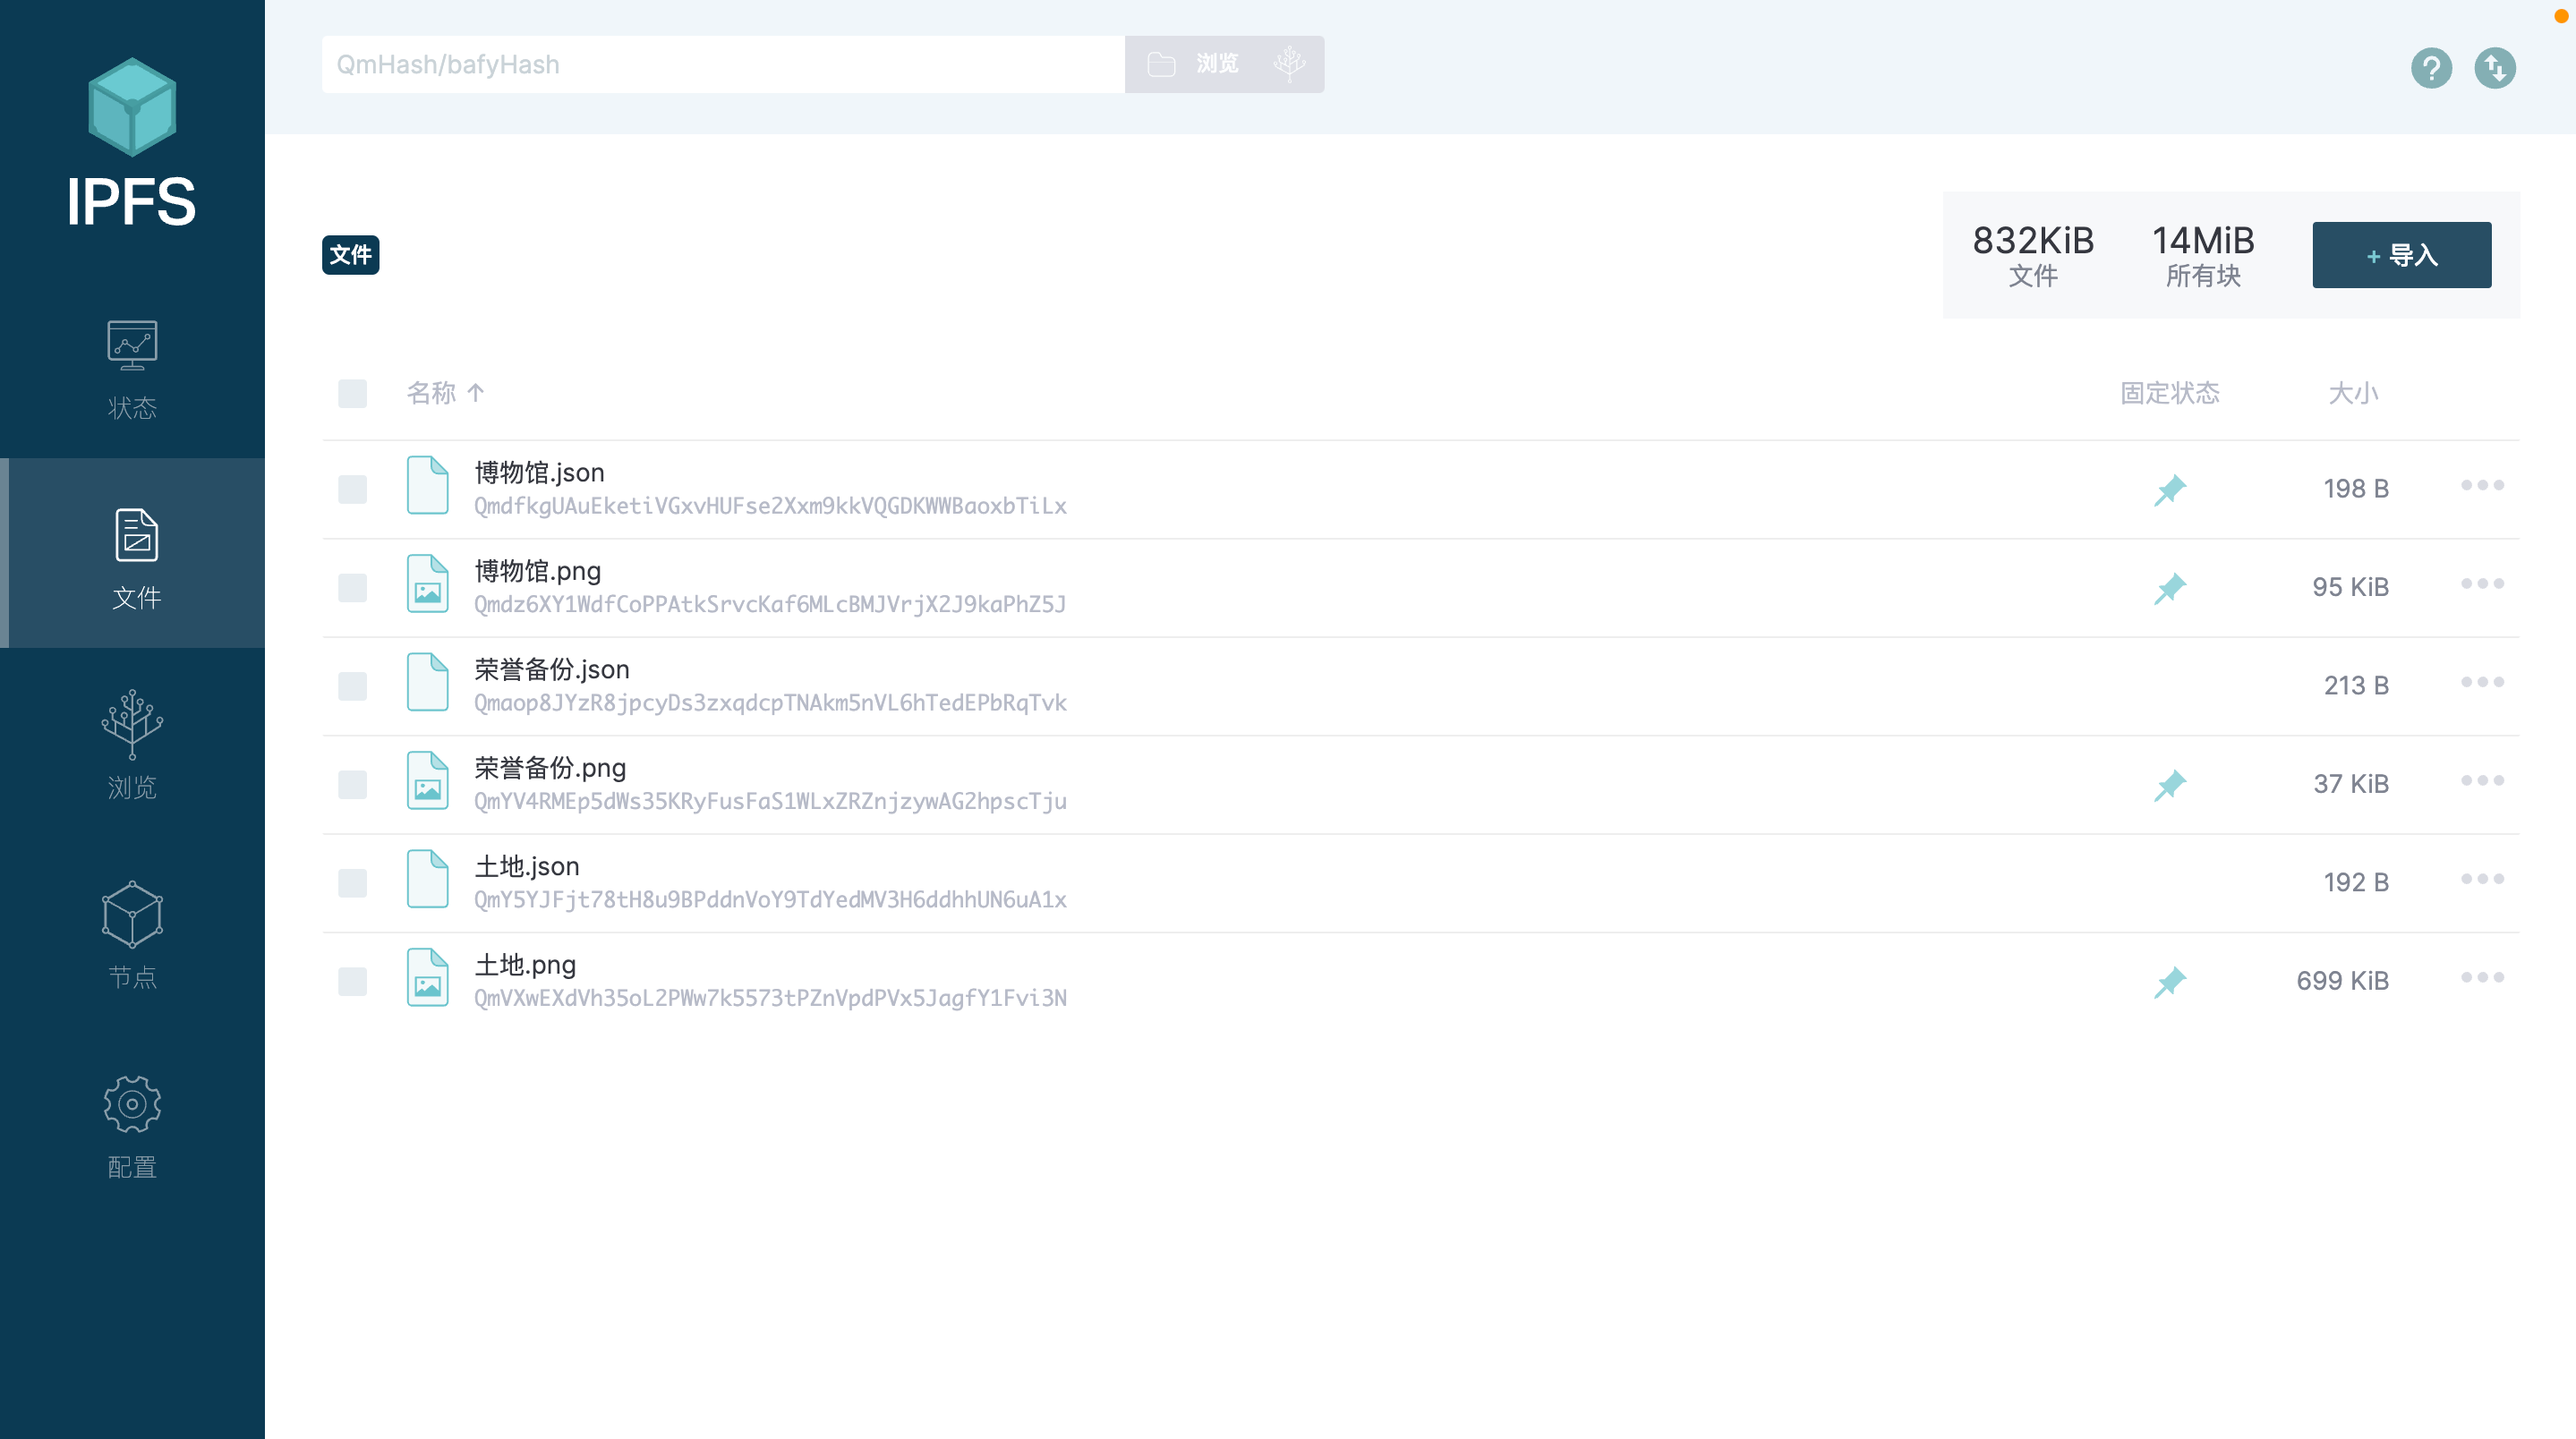 IPFS
状态
文件
浏览
节点
配置
QmHash/bafyHash
浏览
文件
832KiB
文件
14MiB
所有块
+ 导入
名称 ↑
固定状态
大小
博物馆.json
QmdfkgUAuEketiVGxvHUFse2Xxm9kkVQGDKWWBaoxbTiLx
198 B
博物馆.png
Qmdz6XY1WdfCoPPAtkSrvcKaf6MLcBMJVrjX2J9kaPhZ5J
95 KiB
荣誉备份.json
Qmaop8JYzR8jpcyDs3zxqdcpTNAkm5nVL6hTedEPbRqTvk
213 B
荣誉备份.png
QmYV4RMEp5dWs35KRyFusFaS1WLxZRZnjzywAG2hpscTju
37 KiB
土地.json
QmY5YJFjt78tH8u9BPddnVoY9TdYedMV3H6ddhhUN6uA1x
192 B
土地.png
QmVXwEXdVh35oL2PWw7k5573tPZnVpdPVx5JagfY1Fvi3N
699 KiB